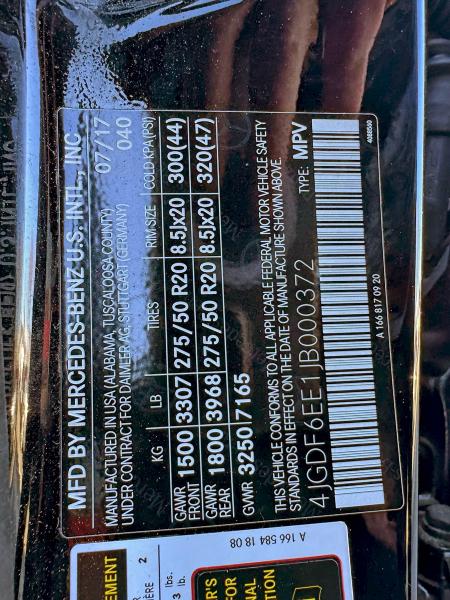 MFD BY MERCEDES-BENZ U.S. INTL., INC.
07/17
MANUFACTURED IN USA (ALABAMA, TUSCALOOSA COUNTY)
UNDER CONTRACT FOR DAIMLER AG, STUTTGART (GERMANY)
040
KG LB TIRES RIM SIZE COLD KPA (PSI)
GAWR FRONT 1500 3307 275/50 R20 8.5Jx20 300(44)
GAWR REAR 1800 3968 275/50 R20 8.5Jx20 320(47)
GWVR 3250 7165
THIS VEHICLE CONFORMS TO ALL APPLICABLE FEDERAL MOTOR VEHICLE SAFETY
STANDARDS IN EFFECT ON THE DATE OF MANUFACTURE SHOWN ABOVE.
4JGDF6EE1JB000372 TYPE: MPV
A 166 817 09 20
A 166 584 18 08